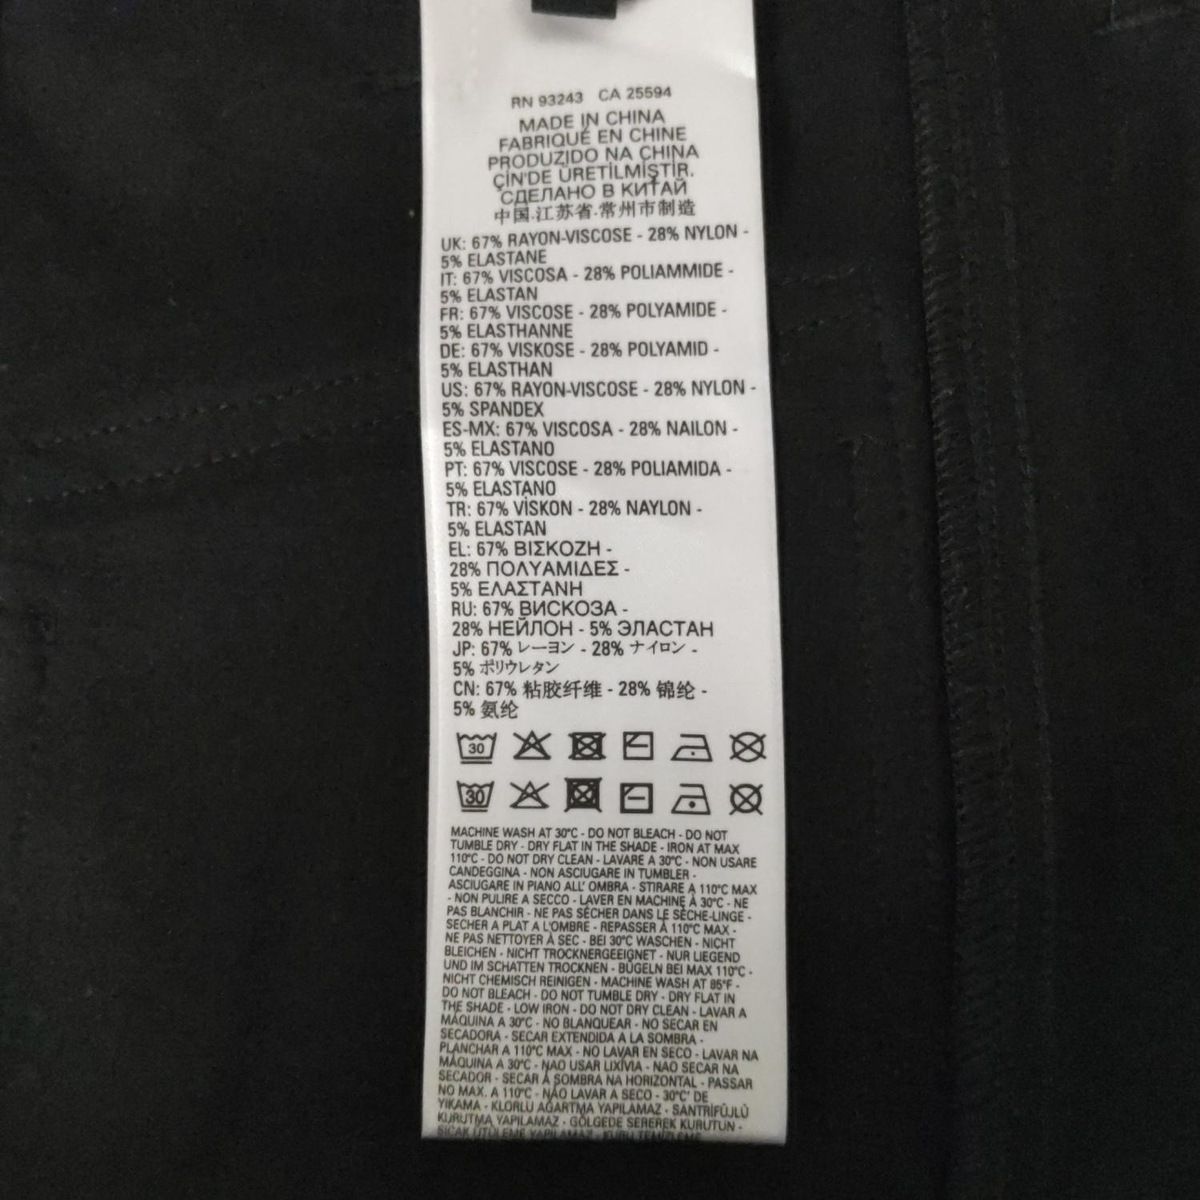 RN 93243 CA 25594
MADE IN CHINA
FABRIQUÉ EN CHINE
PRODUZIDO NA CHINA
ÇİN'DE ÜRETİLMİŞTİR.
СДЕЛАНО В КИТАЙ
中国.江苏省.常州市制造
UK: 67% RAYON-VISCOSE - 28% NYLON -
5% ELASTANE
IT: 67% VISCOSA - 28% POLIAMMIDE -
5% ELASTAN
FR: 67% VISCOSE - 28% POLYAMIDE -
5% ELASTHANNE
DE: 67% VISKOSE - 28% POLYAMID -
5% ELASTHAN
US: 67% RAYON-VISCOSE - 28% NYLON -
5% SPANDEX
ES-MX: 67% VISCOSA - 28% NAILON -
5% ELASTANO
PT: 67% VISCOSE - 28% POLIAMIDA -
5% ELASTANO
TR: 67% VİSKON - 28% NAYLON -
5% ELASTAN
EL: 67% ΒΙΣΚΟΖΗ -
28% ΠΟΛΥΑΜΙΔΕΣ -
5% ΕΛΑΣΤΑΝΗ
RU: 67% ВИСКОЗА -
28% НЕЙЛОН - 5% ЭЛАСТАН
JP: 67% レーヨン - 28% ナイロン -
5% ポリウレタン
CN: 67% 粘胶纤维 - 28% 锦纶 -
5% 氨纶
30
30
MACHINE WASH AT 30°C - DO NOT BLEACH - DO NOT
TUMBLE DRY - DRY FLAT IN THE SHADE - IRON AT MAX
110°C - DO NOT DRY CLEAN - LAVARE A 30°C - NON USARE
CANDEGGINA - NON ASCIUGARE IN TUMBLER -
ASCIUGARE IN PIANO ALL' OMBRA - STIRARE A 110°C MAX
- NON PULIRE A SECCO - LAVER EN MACHINE À 30°C - NE
PAS BLANCHIR - NE PAS SÉCHER DANS LE SÈCHE-LINGE -
SECHER A PLAT A L'OMBRE - REPASSER À 110°C MAX -
NE PAS NETTOYER À SEC - BEI 30°C WASCHEN - NICHT
BLEICHEN - NICHT TROCKNERGEEIGNET - NUR LIEGEND
UND IM SCHATTEN TROCKNEN - BÜGELN BEI MAX 110°C -
NICHT CHEMISCH REINIGEN - MACHINE WASH AT 85°F -
DO NOT BLEACH - DO NOT TUMBLE DRY - DRY FLAT IN
THE SHADE - LOW IRON - DO NOT DRY CLEAN - LAVAR A
MÁQUINA A 30°C - NO BLANQUEAR - NO SECAR EN
SECADORA - SECAR EXTENDIDA A LA SOMBRA -
PLANCHAR A 110°C MAX - NO LAVAR EN SECO - LAVAR NA
MÁQUINA A 30°C - NAO USAR LIXÍVIA - NAO SECAR NA
SECADOR - SECAR À SOMBRA NA HORIZONTAL - PASSAR
NO MAX. A 110°C - NÃO LAVAR A SECO - 30°C' DE
YIKAMA - KLORLU AĞARTMA YAPILAMAZ - SANTRİFÜJLÜ
KURUTMA YAPILAMAZ - GÖLGEDE SEREREK KURUTUN -
SICAK ÜTÜLEME YAPILAMAZ - KURU TEMİZLEME